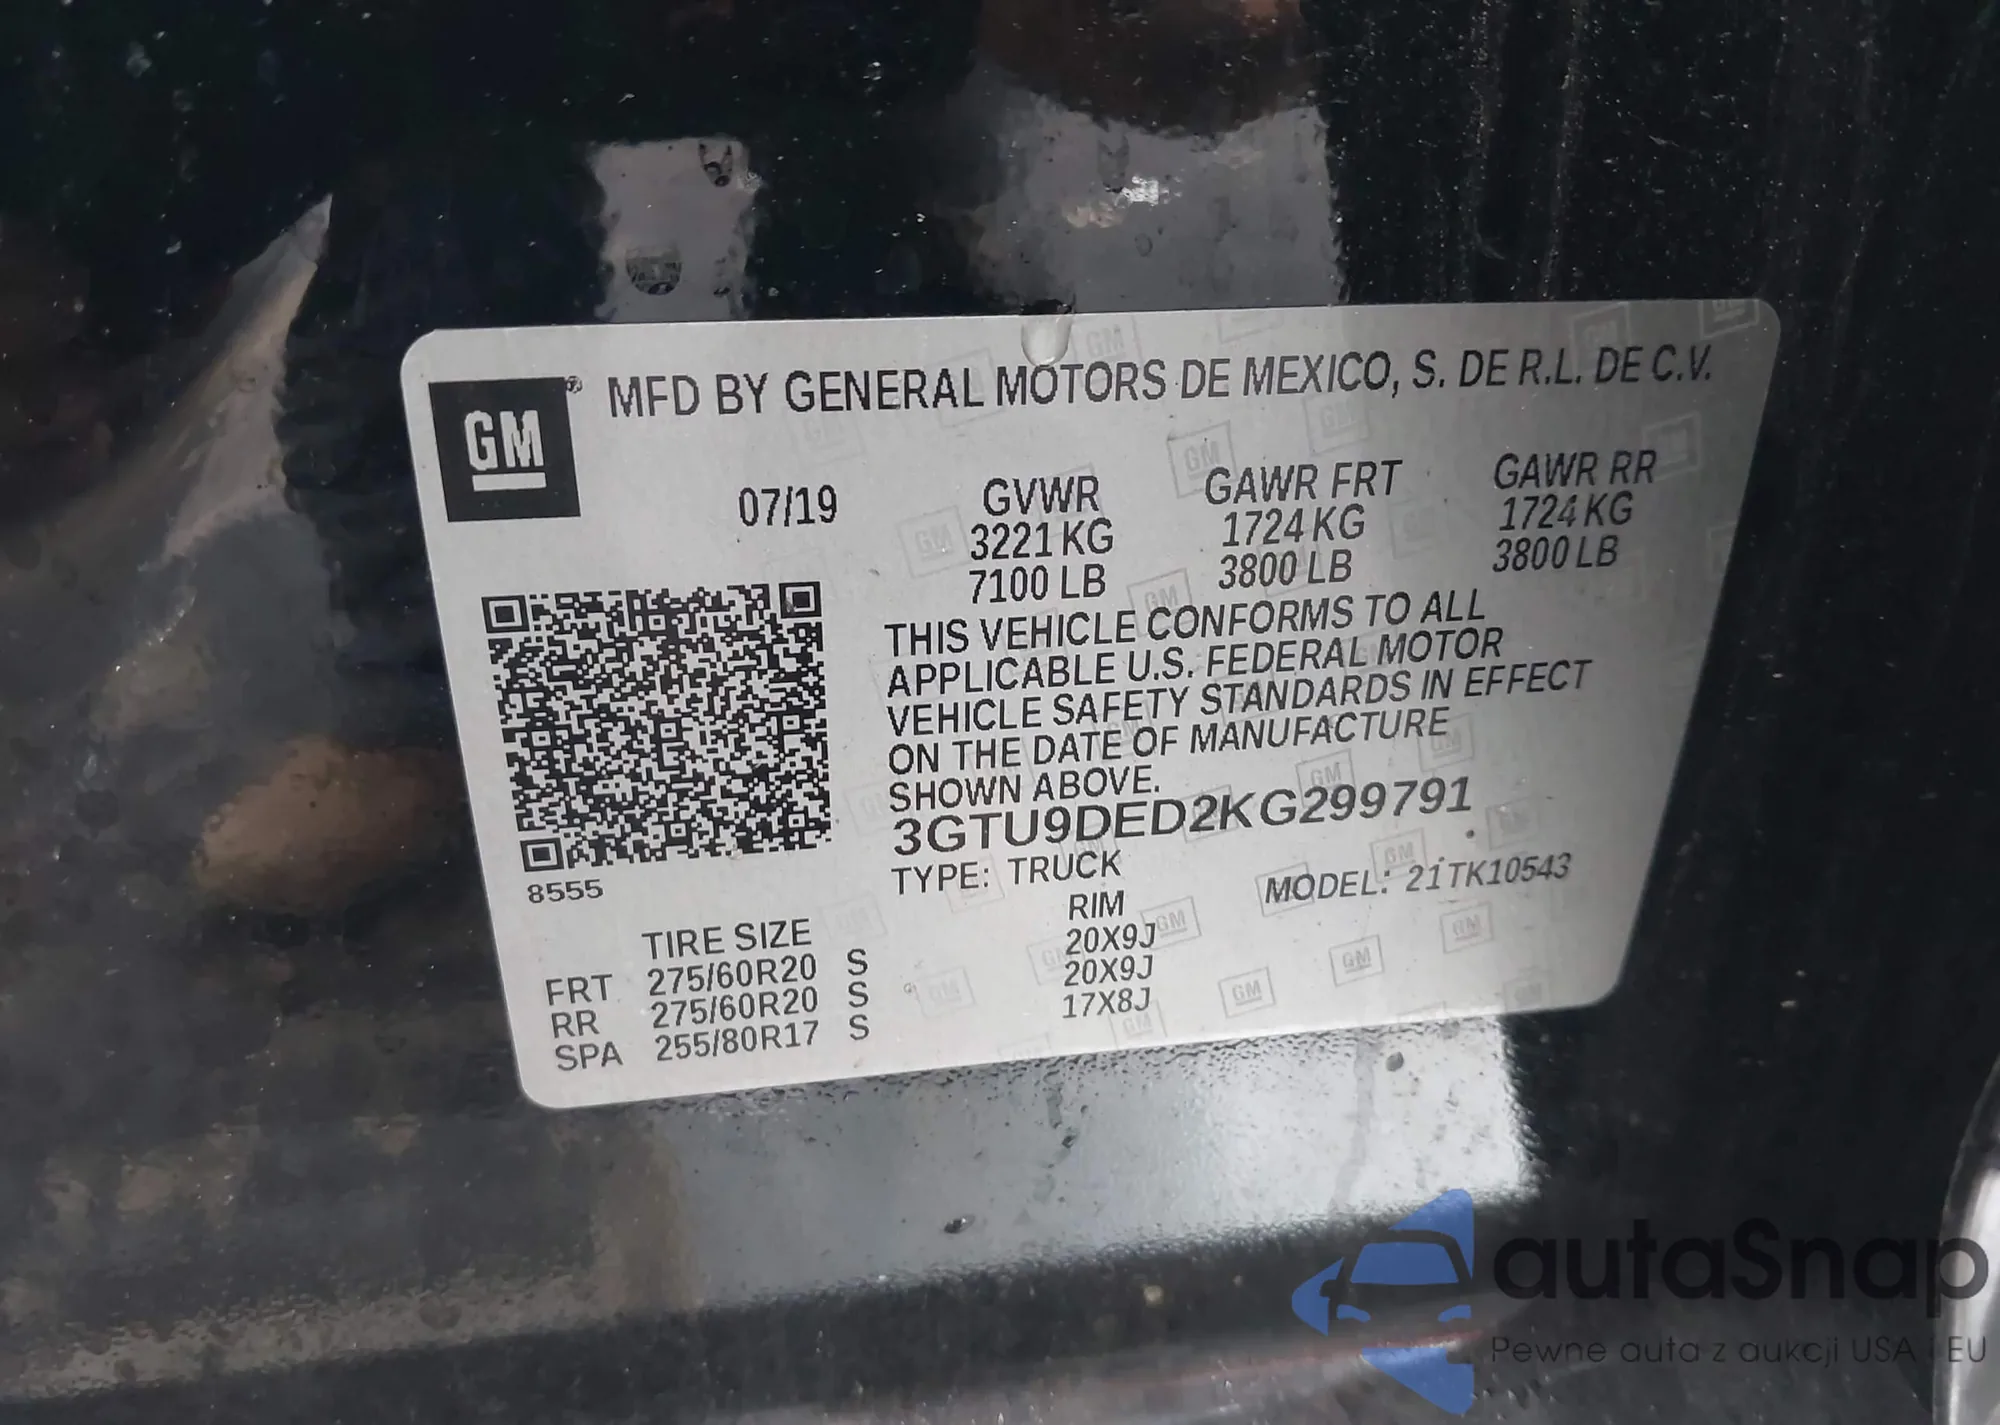 GM ® MFD BY GENERAL MOTORS DE MEXICO, S. DE R.L. DE C.V.
07/19 GVWR GAWR FRT GAWR RR
3221 KG 1724 KG 1724 KG
7100 LB 3800 LB 3800 LB
THIS VEHICLE CONFORMS TO ALL
APPLICABLE U.S. FEDERAL MOTOR
VEHICLE SAFETY STANDARDS IN EFFECT
ON THE DATE OF MANUFACTURE
SHOWN ABOVE.
3GTU9DED2KG299791
8555
TYPE: TRUCK MODEL: 21TK10543
TIRE SIZE RIM
FRT 275/60R20 S 20X9J
RR 275/60R20 S 20X9J
SPA 255/80R17 S 17X8J
autaSnap
Pewne auta z aukcji USA i EU